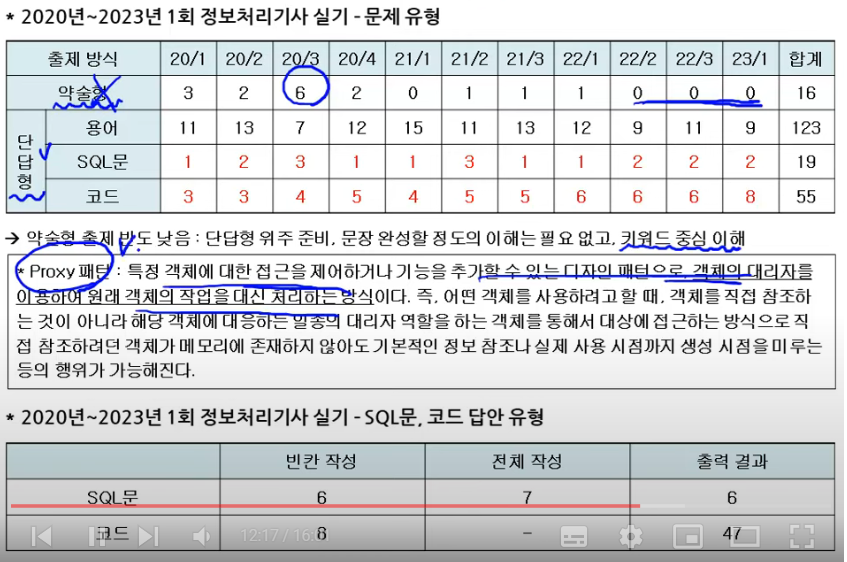 * 2020년~2023년 1회 정보처리기사 실기 - 문제 유형
출제 방식 20/1 20/2 20/3 20/4 21/1 21/2 21/3 22/1 22/2 22/3 23/1 합계
약술형 3 2 6 2 0 1 1 1 0 0 0 16
단답형 용어 11 13 7 12 15 11 13 12 9 11 9 123
SQL문 1 2 3 1 1 3 1 1 2 2 2 19
코드 3 3 4 5 4 5 5 6 6 6 8 55
→ 약술형 출제 빈도 낮음 : 단답형 위주 준비, 문장 완성할 정도의 이해는 필요 없고, 키워드 중심 이해
* Proxy 패턴 : 특정 객체에 대한 접근을 제어하거나 기능을 추가할 수 있는 디자인 패턴으로, 객체의 대리자를
이용하여 원래 객체의 작업을 대신 처리하는 방식이다. 즉, 어떤 객체를 사용하려고 할 때, 객체를 직접 참조하
는 것이 아니라 해당 객체에 대응하는 일종의 대리자 역할을 하는 객체를 통해서 대상에 접근하는 방식으로 직
접 참조하려던 객체가 메모리에 존재하지 않아도 기본적인 정보 참조나 실제 사용 시점까지 생성 시점을 미루는
등의 행위가 가능해진다.
* 2020년~2023년 1회 정보처리기사 실기 - SQL문, 코드 답안 유형
빈칸 작성 전체 작성 출력 결과
SQL문 6 7 6
코드 8 - 47
12:17 / 16